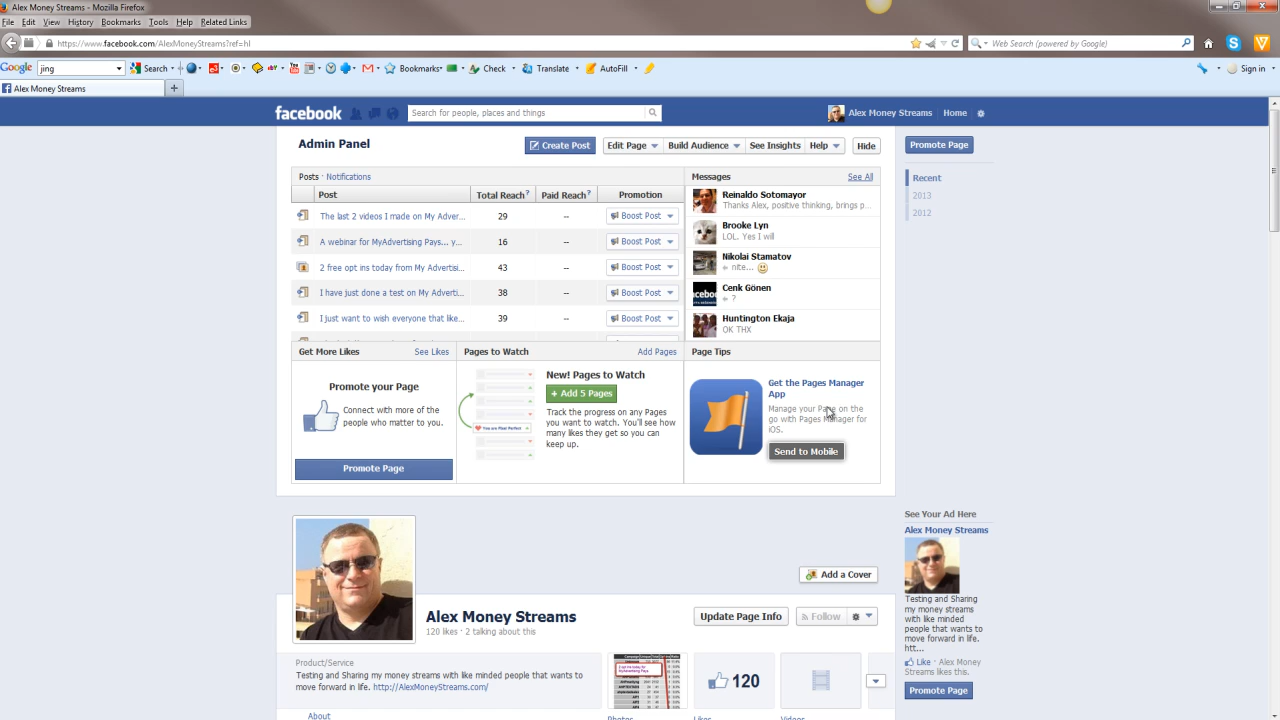 Alex Money Streams - Mozilla Firefox
File Edit View History Bookmarks Tools Help Related Links
https://www.facebook.com/AlexMoneyStreams?ref=hl
Web Search (powered by Google)
Google jing Search Bookmarks Check Translate AutoFill Sign in
Alex Money Streams
facebook Search for people, places and things Alex Money Streams Home
Admin Panel Create Post Edit Page Build Audience See Insights Help Hide
Promote Page
Posts · Notifications
Post Total Reach? Paid Reach? Promotion
The last 2 videos I made on My Adver... 29 -- Boost Post
A webinar for MyAdvertising Pays... y... 16 -- Boost Post
2 free opt ins today from My Advertisi... 43 -- Boost Post
I have just done a test on My Adverti... 38 -- Boost Post
I just want to wish everyone that like... 39 -- Boost Post
Messages See All
Reinaldo Sotomayor
Thanks Alex, positive thinking, brings p...
Brooke Lyn
LOL. Yes I will
Nikolai Stamatov
nite...
Cenk Gönen
?
Huntington Ekaja
OK THX
Recent
2013
2012
Get More Likes See Likes
Promote your Page
Connect with more of the
people who matter to you.
Promote Page
Pages to Watch Add Pages
You are Pixel Perfect
New! Pages to Watch
+ Add 5 Pages
Track the progress on any Pages
you want to watch. You'll see how
many likes they get so you can
keep up.
Page Tips
Get the Pages Manager
App
Manage your Page on the
go with Pages Manager for
iOS.
Send to Mobile
Add a Cover
Alex Money Streams
120 likes · 2 talking about this
Update Page Info Follow
Product/Service
Testing and Sharing my money streams with like minded people that wants to
move forward in life. http://AlexMoneyStreams.com/
About
120
Photos Likes Videos
See Your Ad Here
Alex Money Streams
Testing and Sharing
my money streams
with like minded
people that wants to
move forward in life.
htt...
Like · Alex Money
Streams likes this.
Promote Page